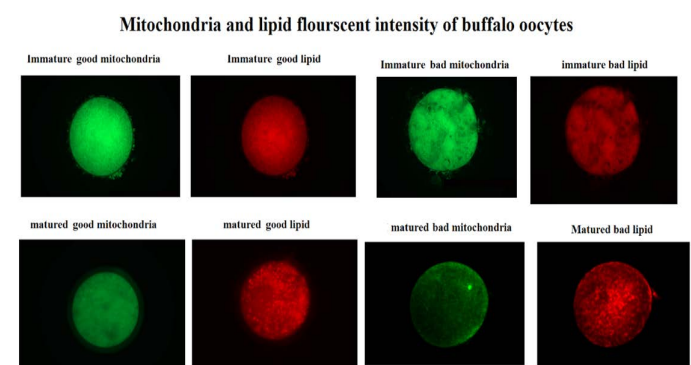 Mitochondria and lipid flourscent intensity of buffalo oocytes
Immature good mitochondria
Immature good lipid
Immature bad mitochondria
immature bad lipid
matured good mitochondria
matured good lipid
matured bad mitochondria
Matured bad lipid